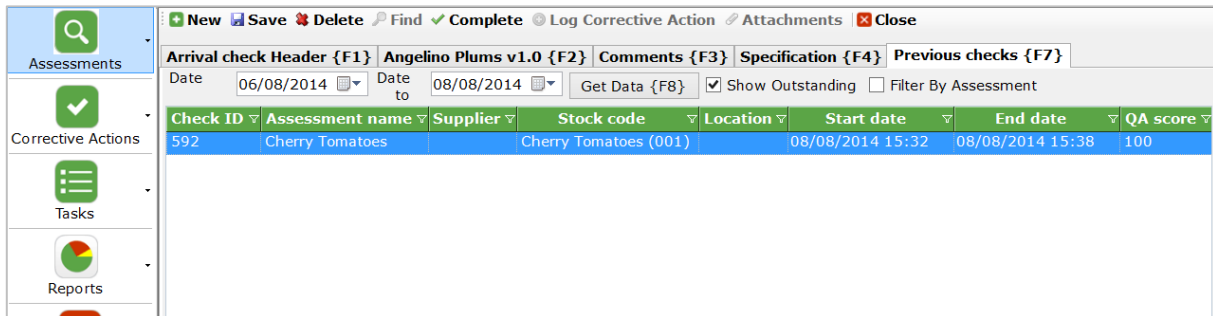 New Save Delete Find Complete Log Corrective Action Attachments Close
Assessments
Arrival check Header {F1} Angelino Plums v1.0 {F2} Comments {F3} Specification {F4} Previous checks {F7}
Date 06/08/2014 Date to 08/08/2014 Get Data {F8} Show Outstanding Filter By Assessment
Check ID Assessment name Supplier Stock code Location Start date End date QA score
592 Cherry Tomatoes Cherry Tomatoes (001) 08/08/2014 15:32 08/08/2014 15:38 100
Corrective Actions
Tasks
Reports